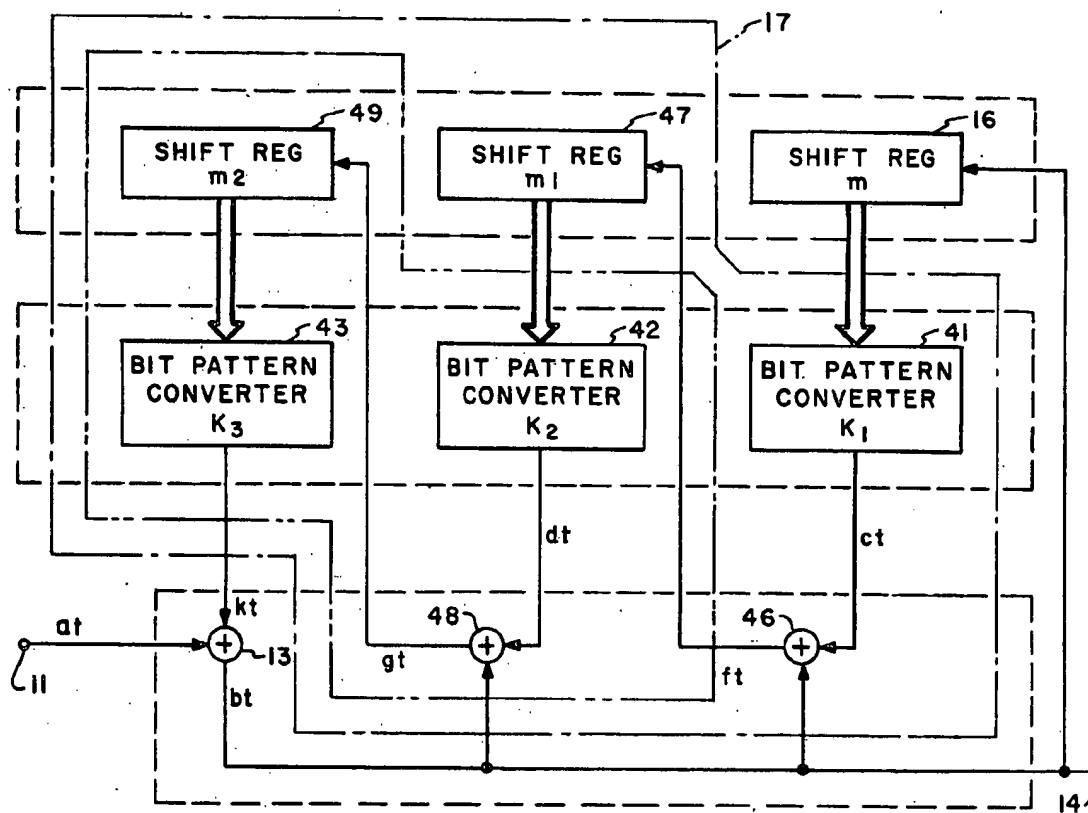 17
49
47
16
SHIFT REG
m2
SHIFT REG
m1
SHIFT REG
m
43
42
41
BIT PATTERN
CONVERTER
K3
BIT PATTERN
CONVERTER
K2
BIT PATTERN
CONVERTER
K1
dt
ct
kt
48
46
at
13
gt
ft
11
bt
14